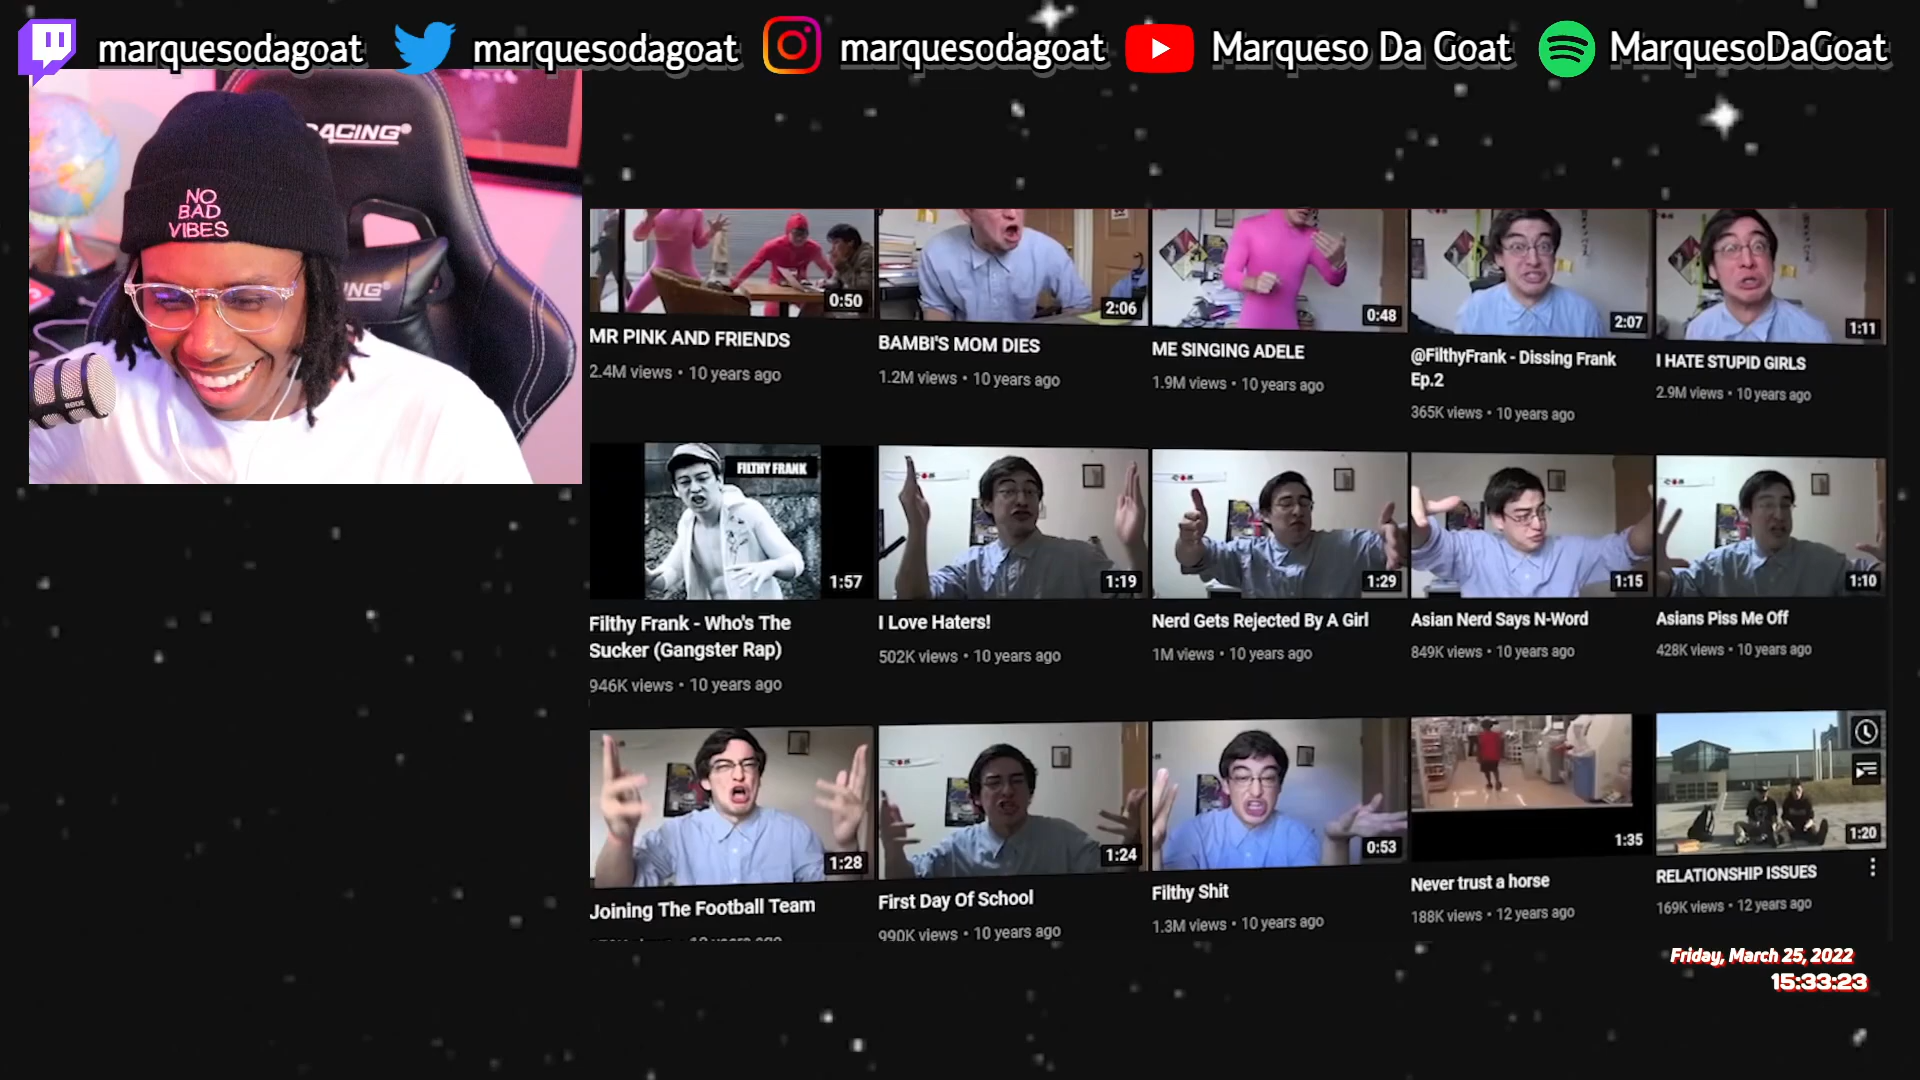 marquesodagoat
marquesodagoat
marquesodagoat
Marqueso Da Goat
MarquesoDaGoat
RACING®
NO
BAD
VIBES
ING®
RØDE
0:50
2:06
0:48
2:07
1:11
MR PINK AND FRIENDS
2.4M views • 10 years ago
BAMBI'S MOM DIES
1.2M views • 10 years ago
ME SINGING ADELE
1.9M views • 10 years ago
@FilthyFrank - Dissing Frank
Ep.2
365K views • 10 years ago
I HATE STUPID GIRLS
2.9M views • 10 years ago
FILTHY FRANK
1:57
1:19
1:29
1:15
1:10
Filthy Frank - Who's The
Sucker (Gangster Rap)
946K views • 10 years ago
I Love Haters!
502K views • 10 years ago
Nerd Gets Rejected By A Girl
1M views • 10 years ago
Asian Nerd Says N-Word
849K views • 10 years ago
Asians Piss Me Off
428K views • 10 years ago
1:28
1:24
0:53
1:35
1:20
Joining The Football Team
First Day Of School
990K views • 10 years ago
Filthy Shit
1.3M views • 10 years ago
Never trust a horse
188K views • 12 years ago
RELATIONSHIP ISSUES
169K views • 12 years ago
Friday, March 25, 2022
15:33:23